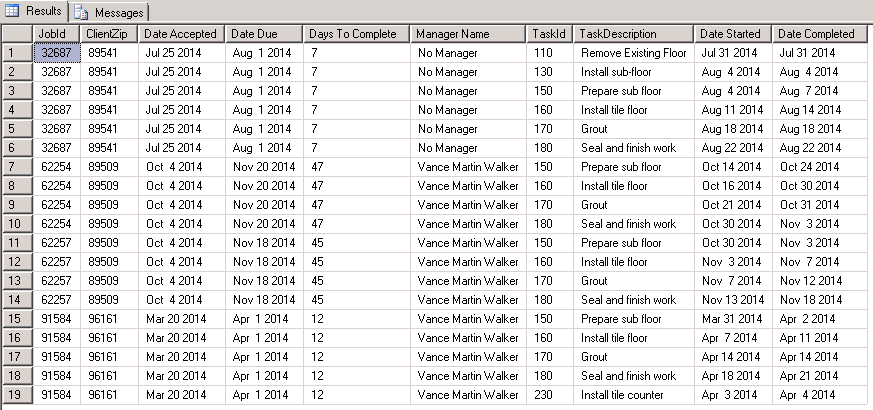 Results Messages
JobId ClientZip Date Accepted Date Due Days To Complete Manager Name TaskId TaskDescription Date Started Date Completed
1 32687 89541 Jul 25 2014 Aug 1 2014 7 No Manager 110 Remove Existing Floor Jul 31 2014 Jul 31 2014
2 32687 89541 Jul 25 2014 Aug 1 2014 7 No Manager 130 Install sub-floor Aug 4 2014 Aug 4 2014
3 32687 89541 Jul 25 2014 Aug 1 2014 7 No Manager 150 Prepare sub floor Aug 4 2014 Aug 7 2014
4 32687 89541 Jul 25 2014 Aug 1 2014 7 No Manager 160 Install tile floor Aug 11 2014 Aug 14 2014
5 32687 89541 Jul 25 2014 Aug 1 2014 7 No Manager 170 Grout Aug 18 2014 Aug 18 2014
6 32687 89541 Jul 25 2014 Aug 1 2014 7 No Manager 180 Seal and finish work Aug 22 2014 Aug 22 2014
7 62254 89509 Oct 4 2014 Nov 20 2014 47 Vance Martin Walker 150 Prepare sub floor Oct 14 2014 Oct 24 2014
8 62254 89509 Oct 4 2014 Nov 20 2014 47 Vance Martin Walker 160 Install tile floor Oct 16 2014 Oct 30 2014
9 62254 89509 Oct 4 2014 Nov 20 2014 47 Vance Martin Walker 170 Grout Oct 21 2014 Oct 31 2014
10 62254 89509 Oct 4 2014 Nov 20 2014 47 Vance Martin Walker 180 Seal and finish work Oct 30 2014 Nov 3 2014
11 62257 89509 Oct 4 2014 Nov 18 2014 45 Vance Martin Walker 150 Prepare sub floor Oct 30 2014 Nov 3 2014
12 62257 89509 Oct 4 2014 Nov 18 2014 45 Vance Martin Walker 160 Install tile floor Nov 3 2014 Nov 7 2014
13 62257 89509 Oct 4 2014 Nov 18 2014 45 Vance Martin Walker 170 Grout Nov 7 2014 Nov 12 2014
14 62257 89509 Oct 4 2014 Nov 18 2014 45 Vance Martin Walker 180 Seal and finish work Nov 13 2014 Nov 18 2014
15 91584 96161 Mar 20 2014 Apr 1 2014 12 Vance Martin Walker 150 Prepare sub floor Mar 31 2014 Apr 2 2014
16 91584 96161 Mar 20 2014 Apr 1 2014 12 Vance Martin Walker 160 Install tile floor Apr 7 2014 Apr 11 2014
17 91584 96161 Mar 20 2014 Apr 1 2014 12 Vance Martin Walker 170 Grout Apr 14 2014 Apr 14 2014
18 91584 96161 Mar 20 2014 Apr 1 2014 12 Vance Martin Walker 180 Seal and finish work Apr 18 2014 Apr 21 2014
19 91584 96161 Mar 20 2014 Apr 1 2014 12 Vance Martin Walker 230 Install tile counter Apr 3 2014 Apr 4 2014